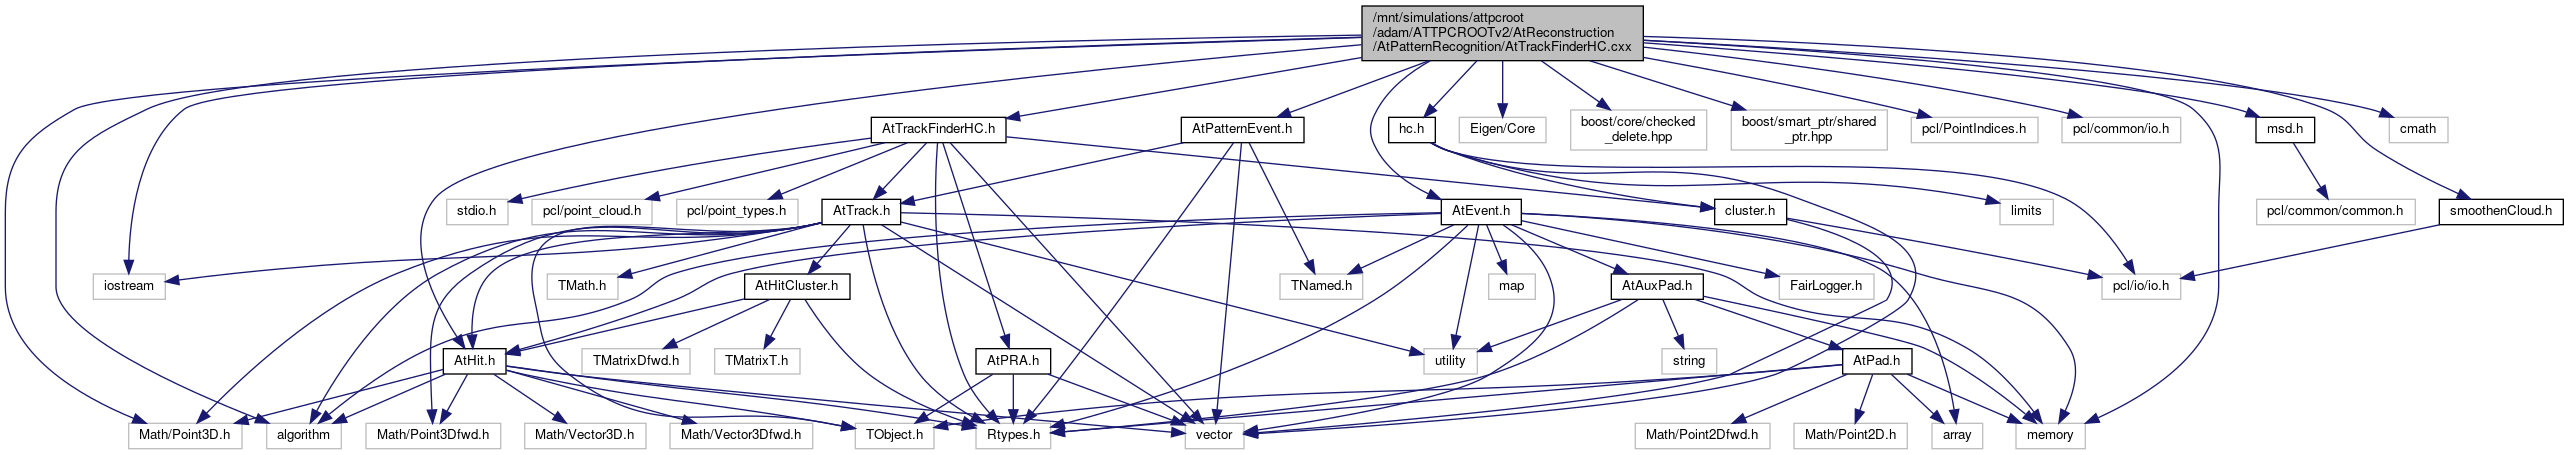 /mnt/simulations/attpcroot
/adam/ATTPCROOTv2/AtReconstruction
/AtPatternRecognition/AtTrackFinderHC.cxx
AtTrackFinderHC.h
AtPatternEvent.h
hc.h
Eigen/Core
boost/core/checked
_delete.hpp
boost/smart_ptr/shared
_ptr.hpp
pcl/PointIndices.h
pcl/common/io.h
msd.h
cmath
stdio.h
pcl/point_cloud.h
pcl/point_types.h
AtTrack.h
AtEvent.h
cluster.h
limits
pcl/common/common.h
smoothenCloud.h
iostream
TMath.h
AtHitCluster.h
TNamed.h
map
AtAuxPad.h
FairLogger.h
pcl/io/io.h
AtHit.h
TMatrixDfwd.h
TMatrixT.h
AtPRA.h
utility
string
AtPad.h
Math/Point3D.h
algorithm
Math/Point3Dfwd.h
Math/Vector3D.h
Math/Vector3Dfwd.h
TObject.h
Rtypes.h
vector
Math/Point2Dfwd.h
Math/Point2D.h
array
memory